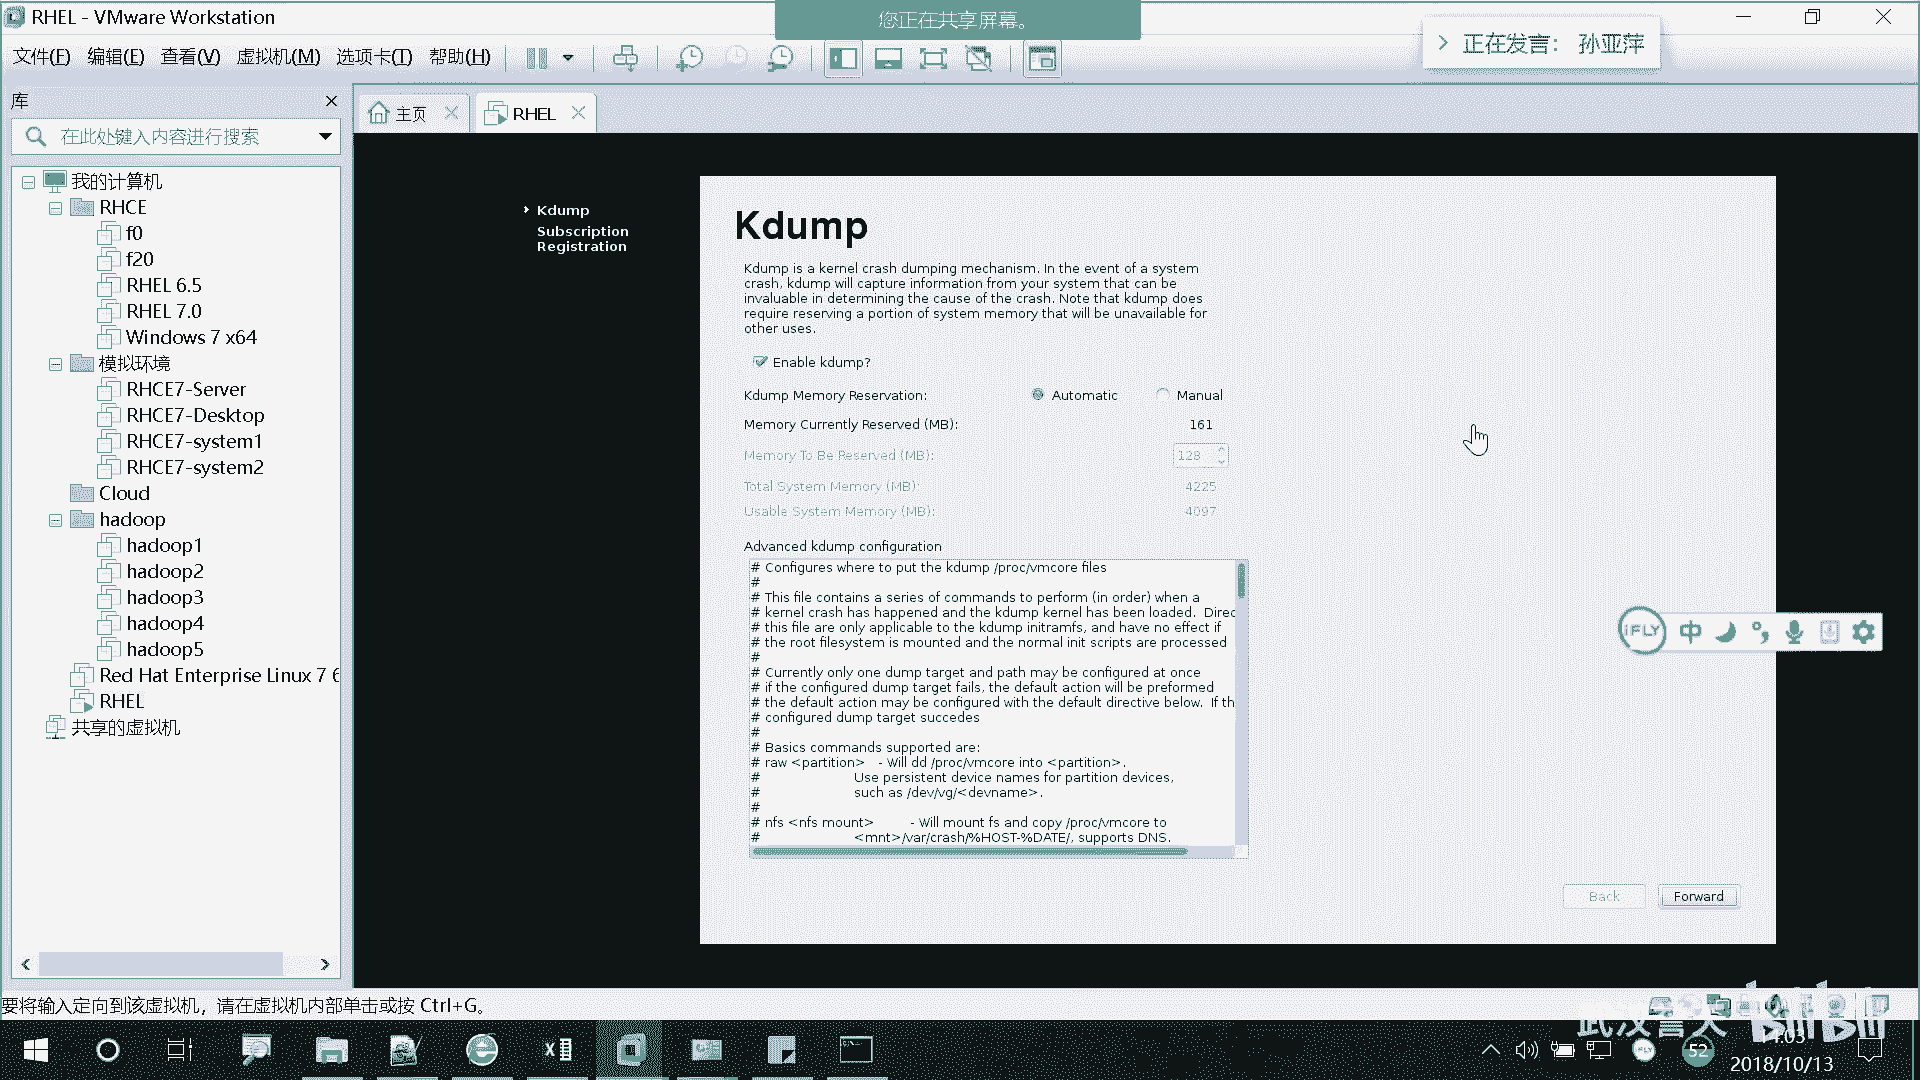 RHEL - VMware Workstation
您正在共享屏幕。
正在发言： 孙亚萍
文件(F) 编辑(E) 查看(V) 虚拟机(M) 选项卡(T) 帮助(H)
库
在此处键入内容进行搜索
主页
RHEL
我的计算机
RHCE
f0
f20
RHEL 6.5
RHEL 7.0
Windows 7 x64
模拟环境
RHCE7-Server
RHCE7-Desktop
RHCE7-system1
RHCE7-system2
Cloud
hadoop
hadoop1
hadoop2
hadoop3
hadoop4
hadoop5
Red Hat Enterprise Linux 7 6
RHEL
共享的虚拟机
Kdump
Subscription
Registration
Kdump
Kdump is a kernel crash dumping mechanism. In the event of a system
crash, kdump will capture information from your system that can be
invaluable in determining the cause of the crash. Note that kdump does
require reserving a portion of system memory that will be unavailable for
other uses.
Enable kdump?
Kdump Memory Reservation: Automatic Manual
Memory Currently Reserved (MB): 161
Memory To Be Reserved (MB): 128
Total System Memory (MB): 4225
Usable System Memory (MB): 4097
Advanced kdump configuration
# Configures where to put the kdump /proc/vmcore files
#
# This file contains a series of commands to perform (in order) when a
# kernel crash has happened and the kdump kernel has been loaded. Direc
# this file are only applicable to the kdump initramfs, and have no effect if
# the root filesystem is mounted and the normal init scripts are processed
#
# Currently only one dump target and path may be configured at once
# if the configured dump target fails, the default action will be preformed
# the default action may be configured with the default directive below. If th
# configured dump target succedes
#
# Basics commands supported are:
# raw <partition> - Will dd /proc/vmcore into <partition>.
# Use persistent device names for partition devices,
# such as /dev/vg/<devname>.
#
# nfs <nfs mount> - Will mount fs and copy /proc/vmcore to
# <mnt>/var/crash/%HOST-%DATE/, supports DNS.
Back Forward
iFLY 中
要将输入定向到该虚拟机，请在虚拟机内部单击或按 Ctrl+G。
52
14:03
2018/10/13
bilibili